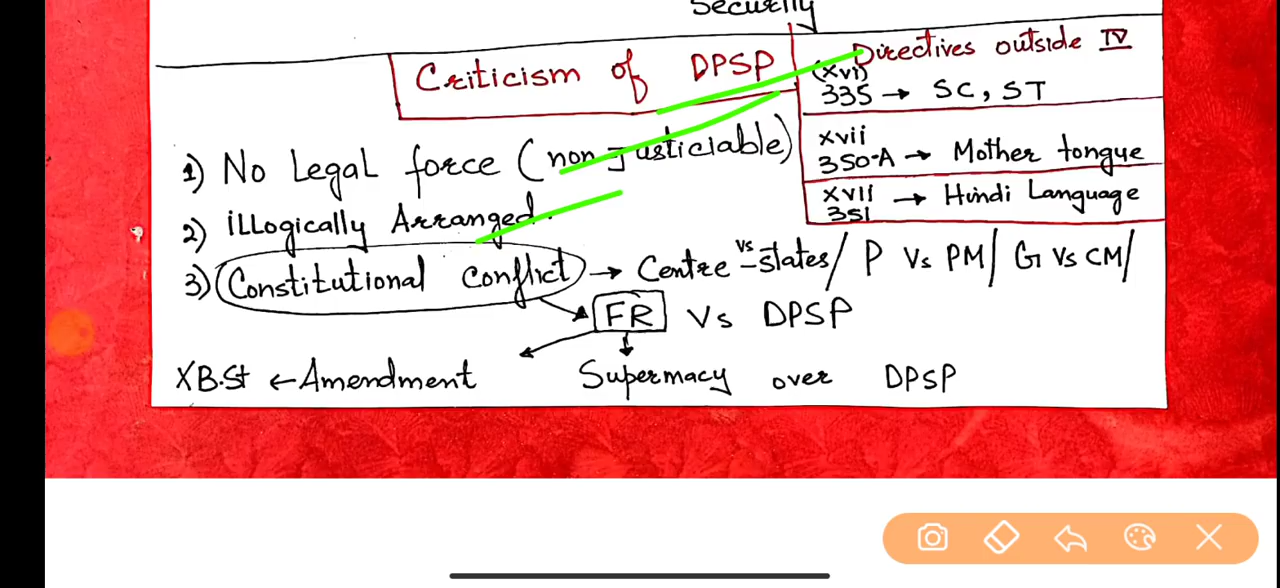 Security
Criticism of DPSP
Directives outside IV
(xvi)
335 → SC, ST
xvii
350-A → Mother tongue
XVII
351 → Hindi Language
1) No Legal force (non-justiciable)
2) iLLogically Arranged.
3) Constitutional conflict → Centre vs states/ P Vs PM/ G Vs CM/
FR Vs DPSP
XB.St ← Amendment
Supermacy over DPSP